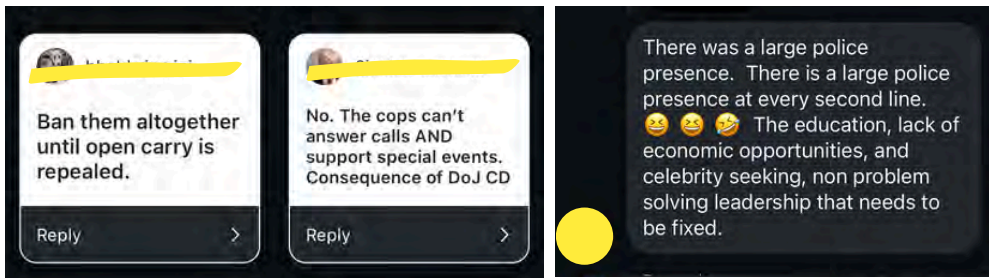 Ban them altogether
until open carry is
repealed.
Reply
No. The cops can't
answer calls AND
support special events.
Consequence of DoJ CD
Reply
There was a large police
presence.  There is a large police
presence at every second line.
😆 😆 🤣  The education, lack of
economic opportunities, and
celebrity seeking, non problem
solving leadership that needs to
be fixed.